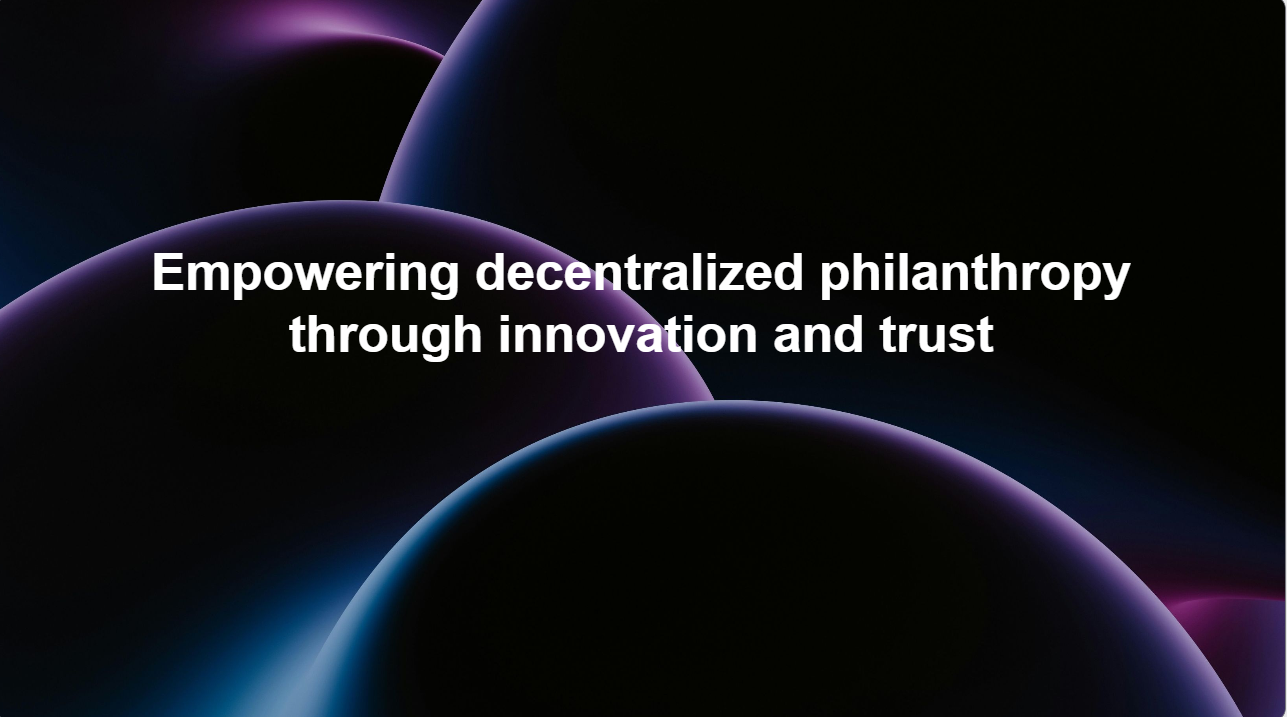 Empowering decentralized philanthropy
through innovation and trust